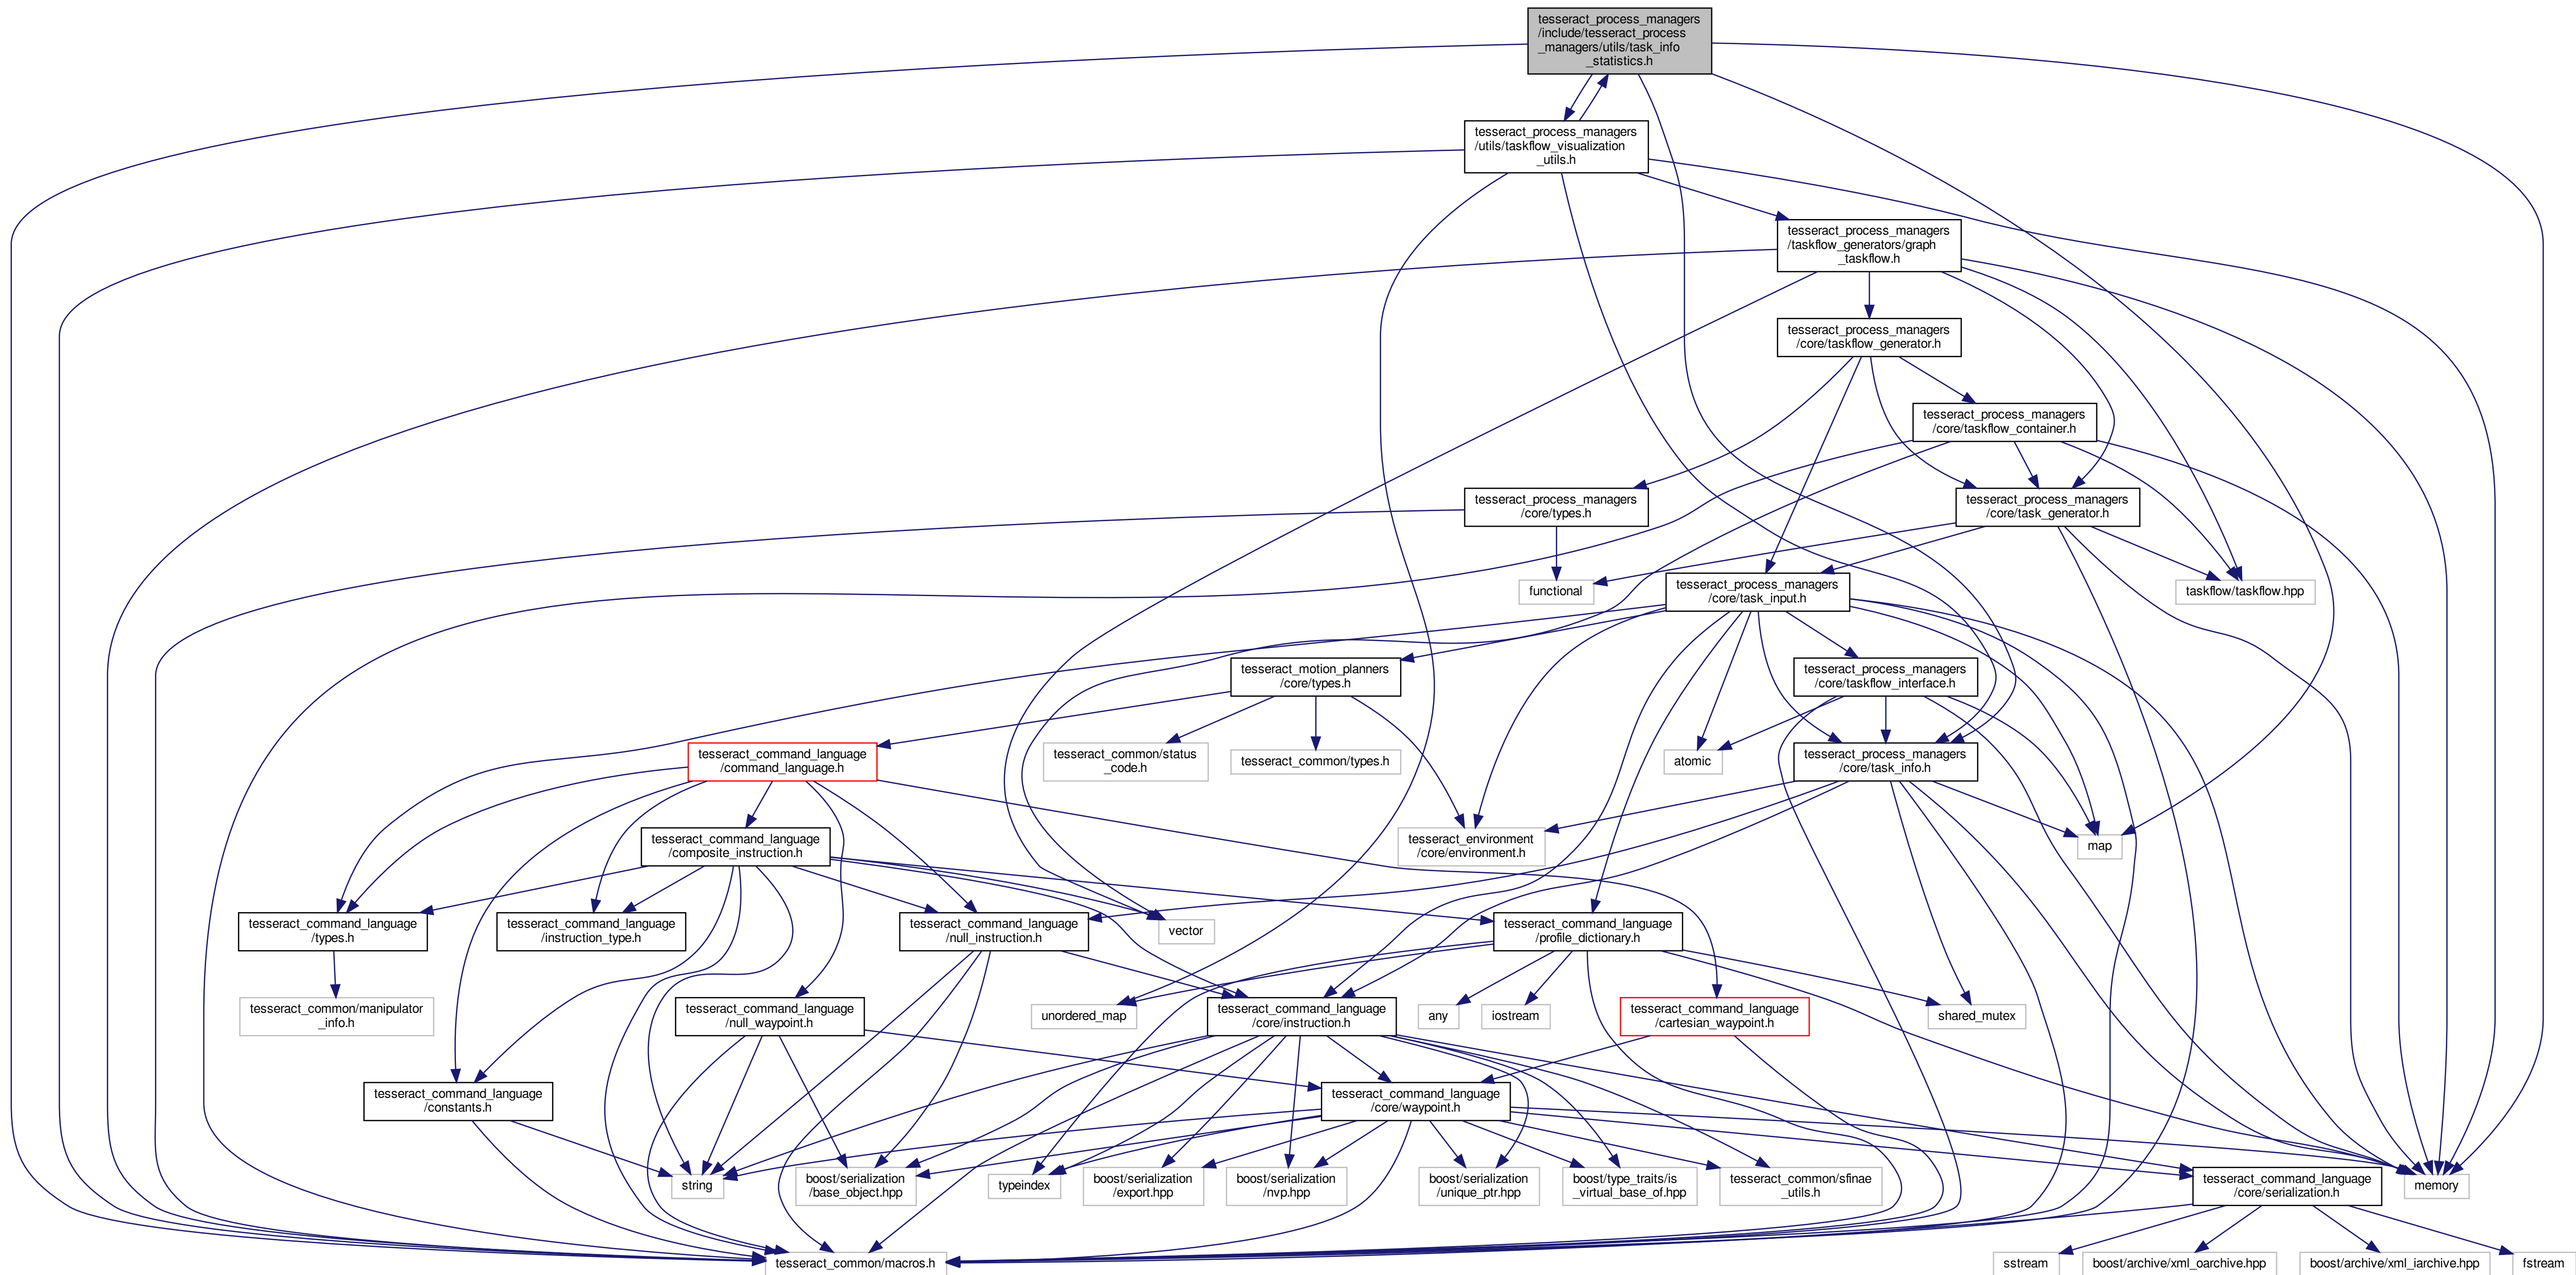 tesseract_process_managers
/include/tesseract_process
_managers/utils/task_info
_statistics.h
tesseract_process_managers
/utils/taskflow_visualization
_utils.h
tesseract_process_managers
/taskflow_generators/graph
_taskflow.h
tesseract_process_managers
/core/taskflow_generator.h
tesseract_process_managers
/core/taskflow_container.h
tesseract_process_managers
/core/types.h
tesseract_process_managers
/core/task_generator.h
functional
tesseract_process_managers
/core/task_input.h
taskflow/taskflow.hpp
tesseract_motion_planners
/core/types.h
tesseract_process_managers
/core/taskflow_interface.h
tesseract_command_language
/command_language.h
tesseract_common/status
_code.h
tesseract_common/types.h
atomic
tesseract_process_managers
/core/task_info.h
tesseract_command_language
/composite_instruction.h
tesseract_environment
/core/environment.h
map
tesseract_command_language
/types.h
tesseract_command_language
/instruction_type.h
tesseract_command_language
/null_instruction.h
vector
tesseract_command_language
/profile_dictionary.h
tesseract_common/manipulator
_info.h
tesseract_command_language
/null_waypoint.h
unordered_map
tesseract_command_language
/core/instruction.h
any
iostream
tesseract_command_language
/cartesian_waypoint.h
shared_mutex
tesseract_command_language
/constants.h
tesseract_command_language
/core/waypoint.h
string
boost/serialization
/base_object.hpp
typeindex
boost/serialization
/export.hpp
boost/serialization
/nvp.hpp
boost/serialization
/unique_ptr.hpp
boost/type_traits/is
_virtual_base_of.hpp
tesseract_common/sfinae
_utils.h
tesseract_command_language
/core/serialization.h
memory
tesseract_common/macros.h
sstream
boost/archive/xml_oarchive.hpp
boost/archive/xml_iarchive.hpp
fstream